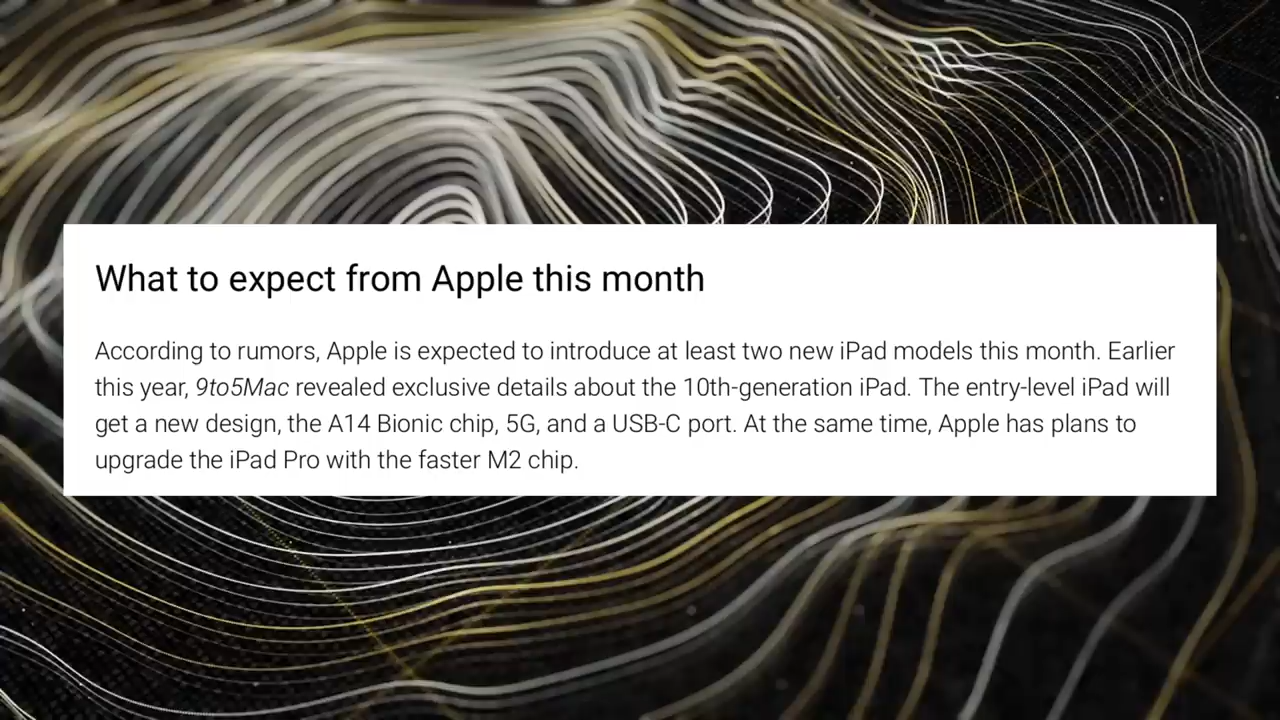 What to expect from Apple this month
According to rumors, Apple is expected to introduce at least two new iPad models this month. Earlier
this year, 9to5Mac revealed exclusive details about the 10th-generation iPad. The entry-level iPad will
get a new design, the A14 Bionic chip, 5G, and a USB-C port. At the same time, Apple has plans to
upgrade the iPad Pro with the faster M2 chip.